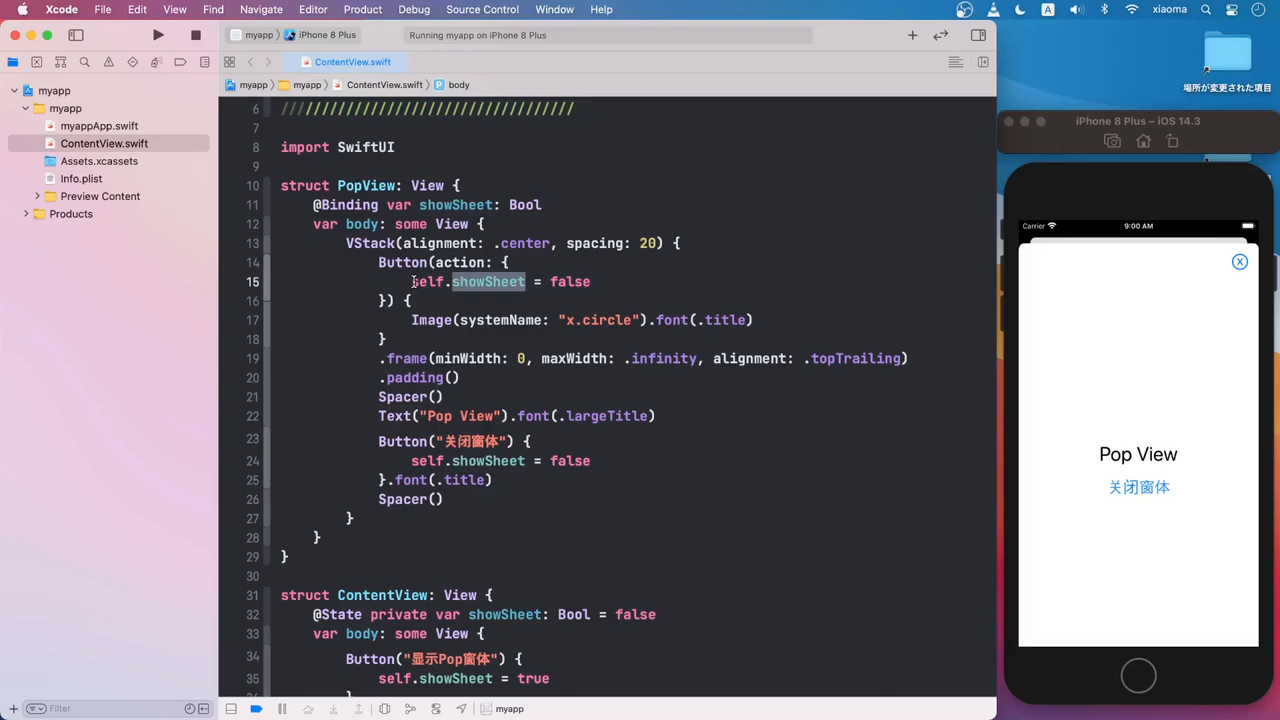 Xcode File Edit View Find Navigate Editor Product Debug Source Control Window Help A xiaoma
myapp iPhone 8 Plus Running myapp on iPhone 8 Plus
ContentView.swift
myapp myapp ContentView.swift P body
myapp
myapp
myappApp.swift
ContentView.swift
Assets.xcassets
Info.plist
Preview Content
Products
6 ////////////////////////////////////
7
8 import SwiftUI
9
10 struct PopView: View {
11 @Binding var showSheet: Bool
12 var body: some View {
13 VStack(alignment: .center, spacing: 20) {
14 Button(action: {
15 self.showSheet = false
16 }) {
17 Image(systemName: "x.circle").font(.title)
18 }
19 .frame(minWidth: 0, maxWidth: .infinity, alignment: .topTrailing)
20 .padding()
21 Spacer()
22 Text("Pop View").font(.largeTitle)
23 Button("关闭窗体") {
24 self.showSheet = false
25 }.font(.title)
26 Spacer()
27 }
28 }
29 }
30
31 struct ContentView: View {
32 @State private var showSheet: Bool = false
33 var body: some View {
34 Button("显示Pop窗体") {
35 self.showSheet = true
Filter
myapp
場所が変更された項目
iPhone 8 Plus – iOS 14.3
Carrier 9:00 AM
Pop View
关闭窗体